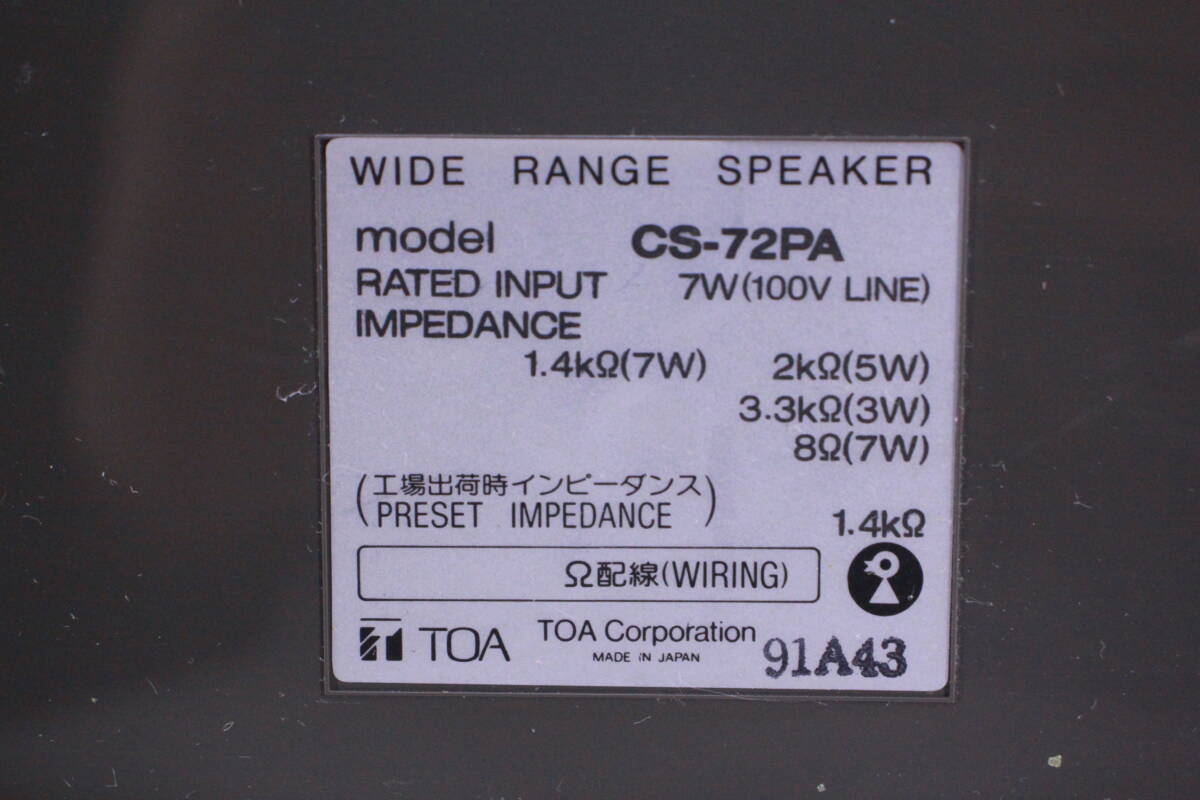 WIDE RANGE SPEAKER
model CS-72PA
RATED INPUT 7W(100V LINE)
IMPEDANCE
1.4kΩ(7W) 2kΩ(5W)
3.3kΩ(3W)
8Ω(7W)
(工場出荷時インピーダンス
PRESET IMPEDANCE) 1.4kΩ
Ω配線(WIRING)
TOA TOA Corporation
MADE IN JAPAN 91A43